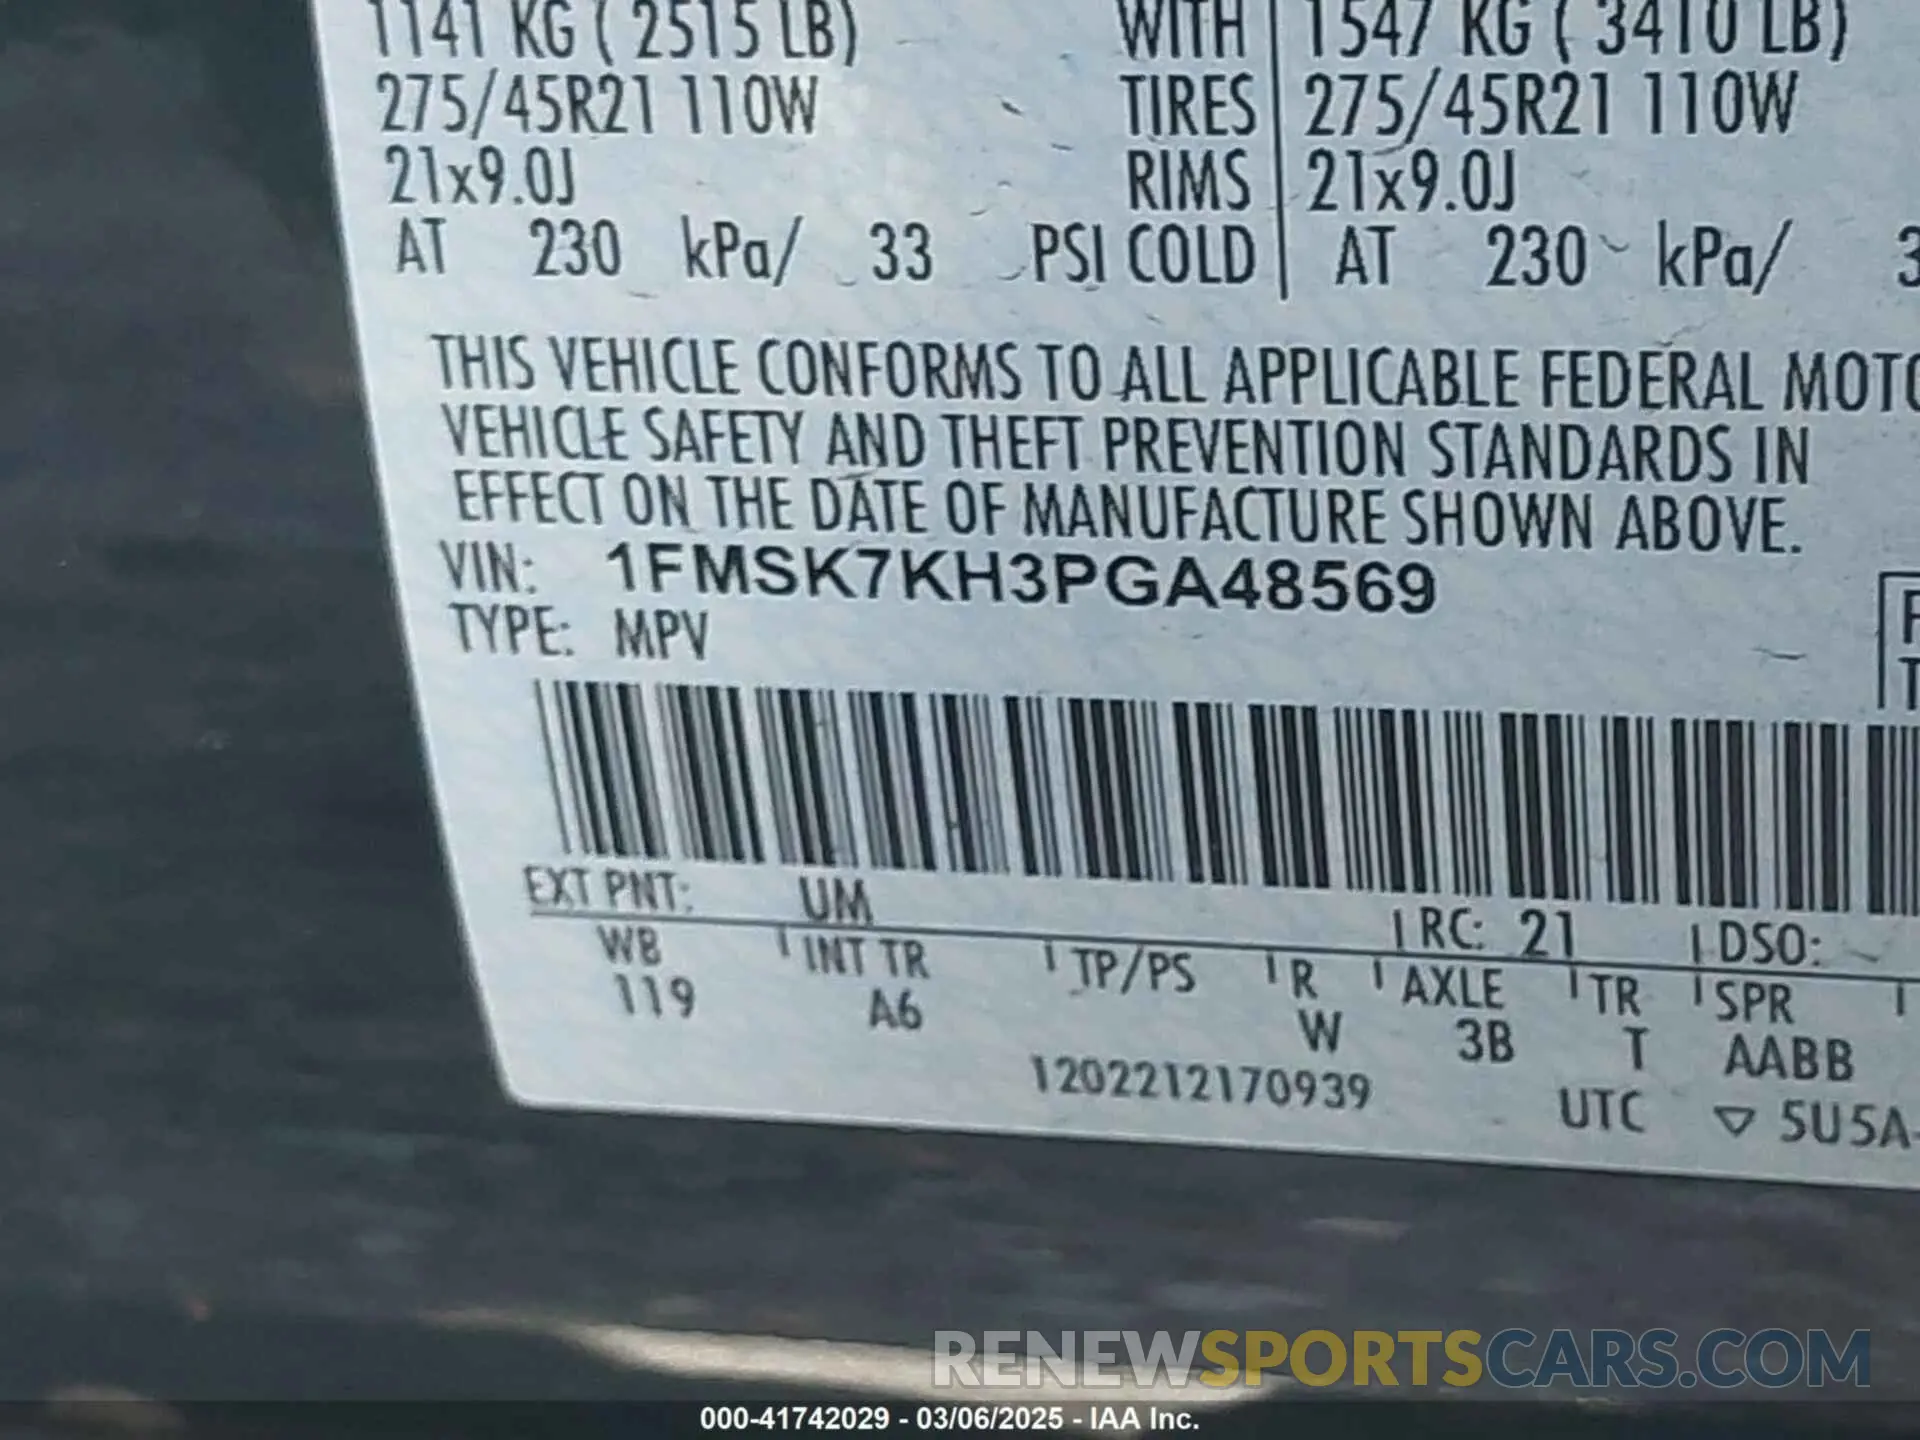 1141 KG ( 2515 LB) WITH 1547 KG ( 3410 LB)
275/45R21 110W TIRES 275/45R21 110W
21x9.0J RIMS 21x9.0J
AT 230 kPa/ 33 PSI COLD AT 230 kPa/ 3
THIS VEHICLE CONFORMS TO ALL APPLICABLE FEDERAL MOTO
VEHICLE SAFETY AND THEFT PREVENTION STANDARDS IN
EFFECT ON THE DATE OF MANUFACTURE SHOWN ABOVE.
VIN: 1FMSK7KH3PGA48569
TYPE: MPV
EXT PNT: UM RC: 21 DSO:
WB INT TR TP/PS R AXLE TR SPR
119 A6 W 3B T AABB
1202212170939 UTC ▽ 5U5A-
RENEWSPORTSCARS.COM
000-41742029 - 03/06/2025 - IAA Inc.